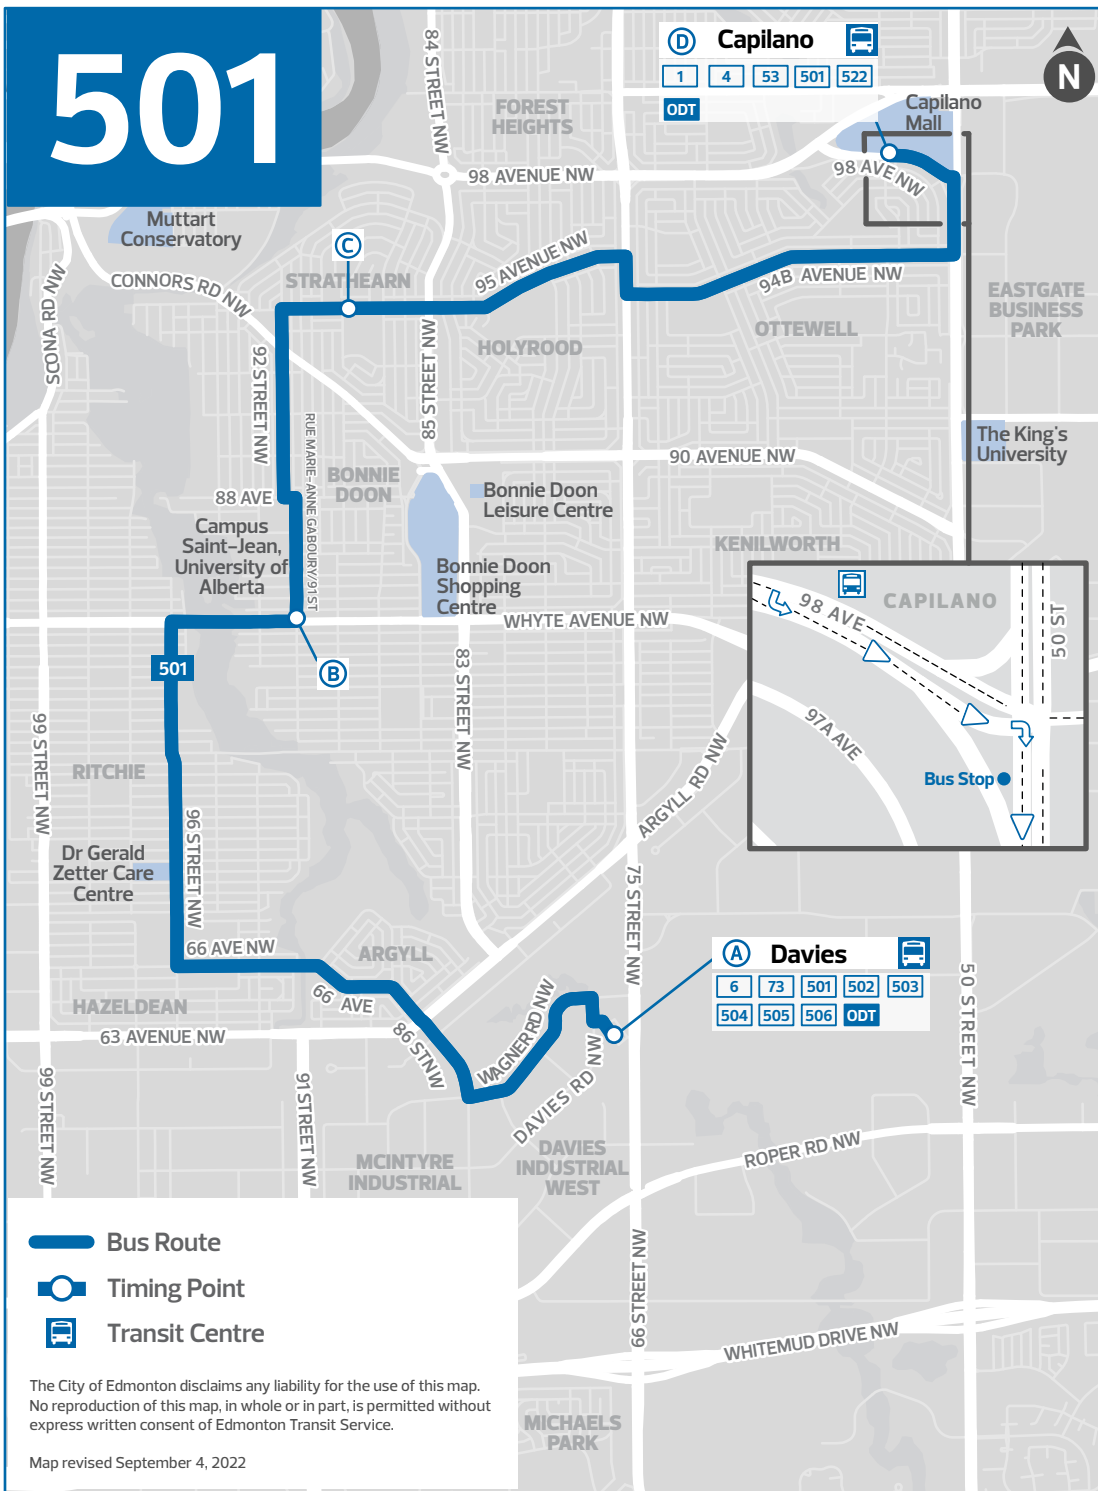 501
D Capilano
1 4 53 501 522
ODT
N
84 STREET NW
FOREST
HEIGHTS
Capilano
Mall
98 AVENUE NW
98 AVE NW
Muttart
Conservatory
C
STRATHEARN
95 AVENUE NW
94B AVENUE NW
CONNORS RD NW
SCONA RD NW
EASTGATE
BUSINESS
PARK
OTTEWELL
HOLYROOD
92 STREET NW
85 STREET NW
RUE MARIE-ANNE GABOURY/91ST
The King's
University
90 AVENUE NW
BONNIE
DOON
88 AVE
Bonnie Doon
Leisure Centre
Campus
Saint-Jean,
University of
Alberta
KENILWORTH
Bonnie Doon
Shopping
Centre
WHYTE AVENUE NW
B
501
98 AVE
CAPILANO
50 ST
97A AVE
Bus Stop
83 STREET NW
99 STREET NW
RITCHIE
ARGYLL RD NW
96 STREET NW
Dr Gerald
Zetter Care
Centre
75 STREET NW
66 AVE NW
ARGYLL
A Davies
6 73 501 502 503
504 505 506 ODT
HAZELDEAN
66 AVE
63 AVENUE NW
86 ST NW
WAGNER RD NW
DAVIES RD NW
50 STREET NW
99 STREET NW
91 STREET NW
MCINTYRE
INDUSTRIAL
DAVIES
INDUSTRIAL
WEST
ROPER RD NW
66 STREET NW
WHITEMUD DRIVE NW
MICHAELS
PARK
Bus Route
Timing Point
Transit Centre
The City of Edmonton disclaims any liability for the use of this map.
No reproduction of this map, in whole or in part, is permitted without
express written consent of Edmonton Transit Service.
Map revised September 4, 2022